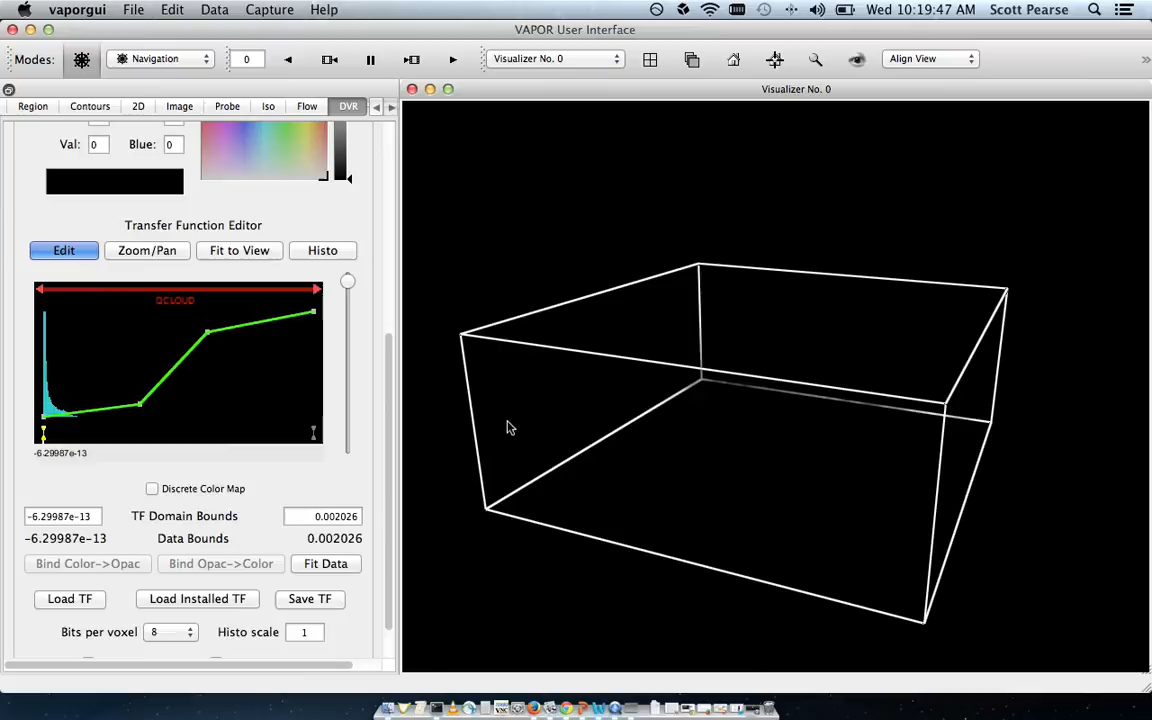 vaporgui File Edit Data Capture Help Wed 10:19:47 AM Scott Pearse
VAPOR User Interface
Modes: Navigation 0 Visualizer No. 0 Align View »
Region Contours 2D Image Probe Iso Flow DVR
Visualizer No. 0
Val: 0 Blue: 0
Transfer Function Editor
Edit Zoom/Pan Fit to View Histo
QCLOUD
-6.29987e-13
Discrete Color Map
-6.29987e-13 TF Domain Bounds 0.002026
-6.29987e-13 Data Bounds 0.002026
Bind Color->Opac Bind Opac->Color Fit Data
Load TF Load Installed TF Save TF
Bits per voxel 8 Histo scale 1